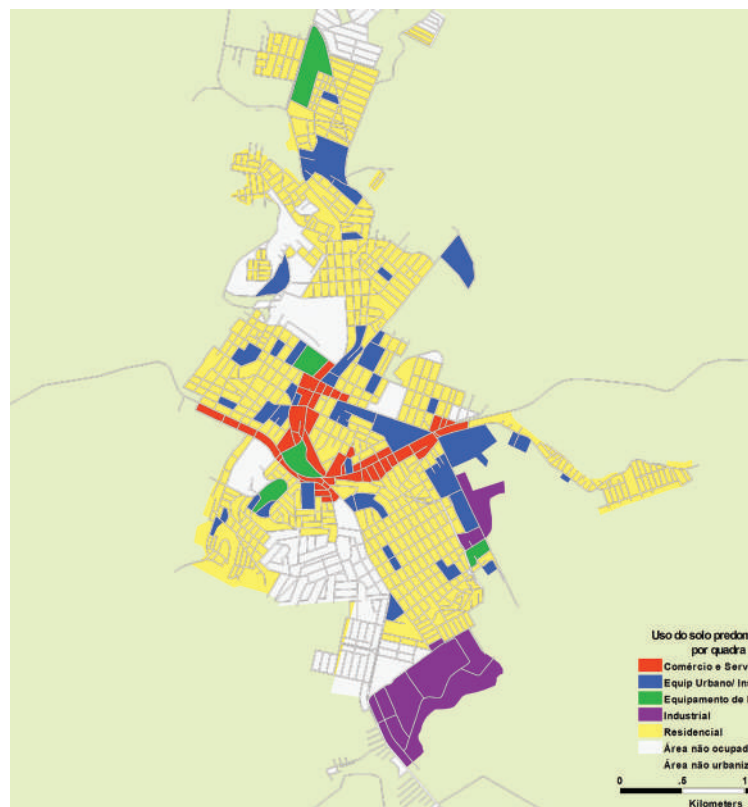 Uso do solo predom
por quadra
Comércio e Serv
Equip Urbano/ Ins
Equipamento de
Industrial
Residencial
Área não ocupad
Área não urbaniz
0 .5 1
Kilometers